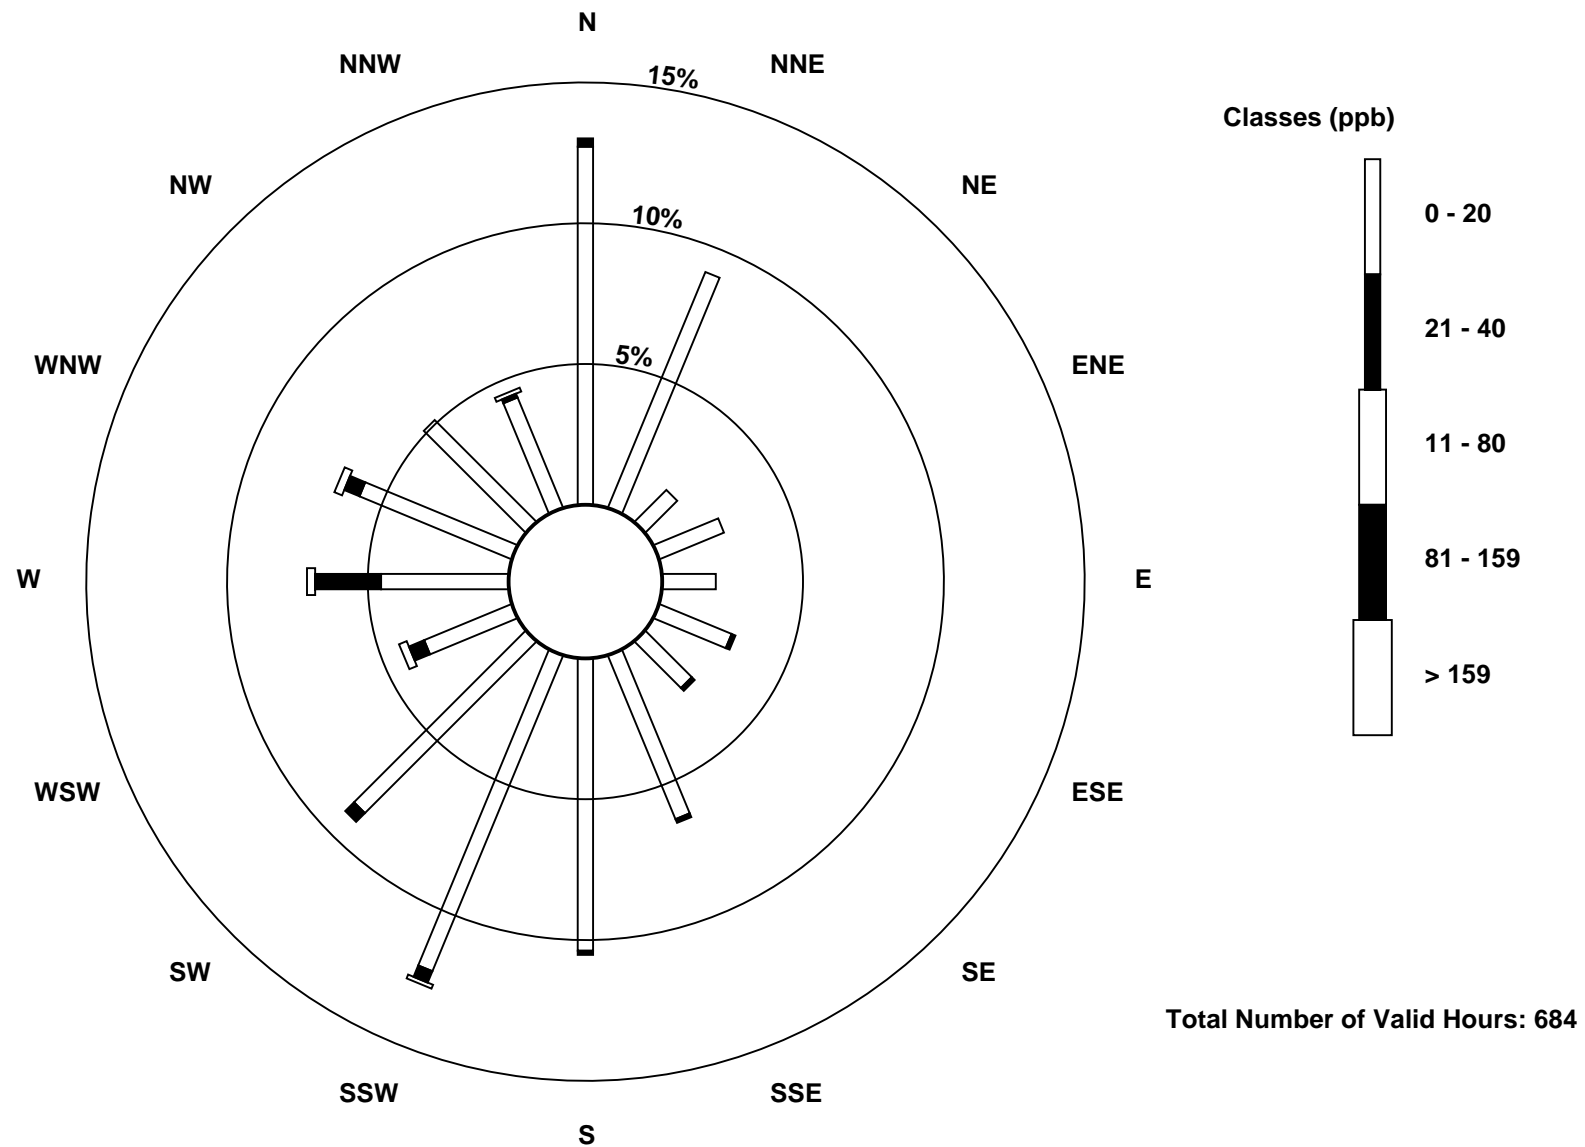 N
NNW
NNE
15%
Classes (ppb)
NW
NE
0 - 20
10%
21 - 40
5%
WNW
ENE
11 - 80
81 - 159
W
E
> 159
WSW
ESE
SW
SE
Total Number of Valid Hours: 684
SSW
SSE
S